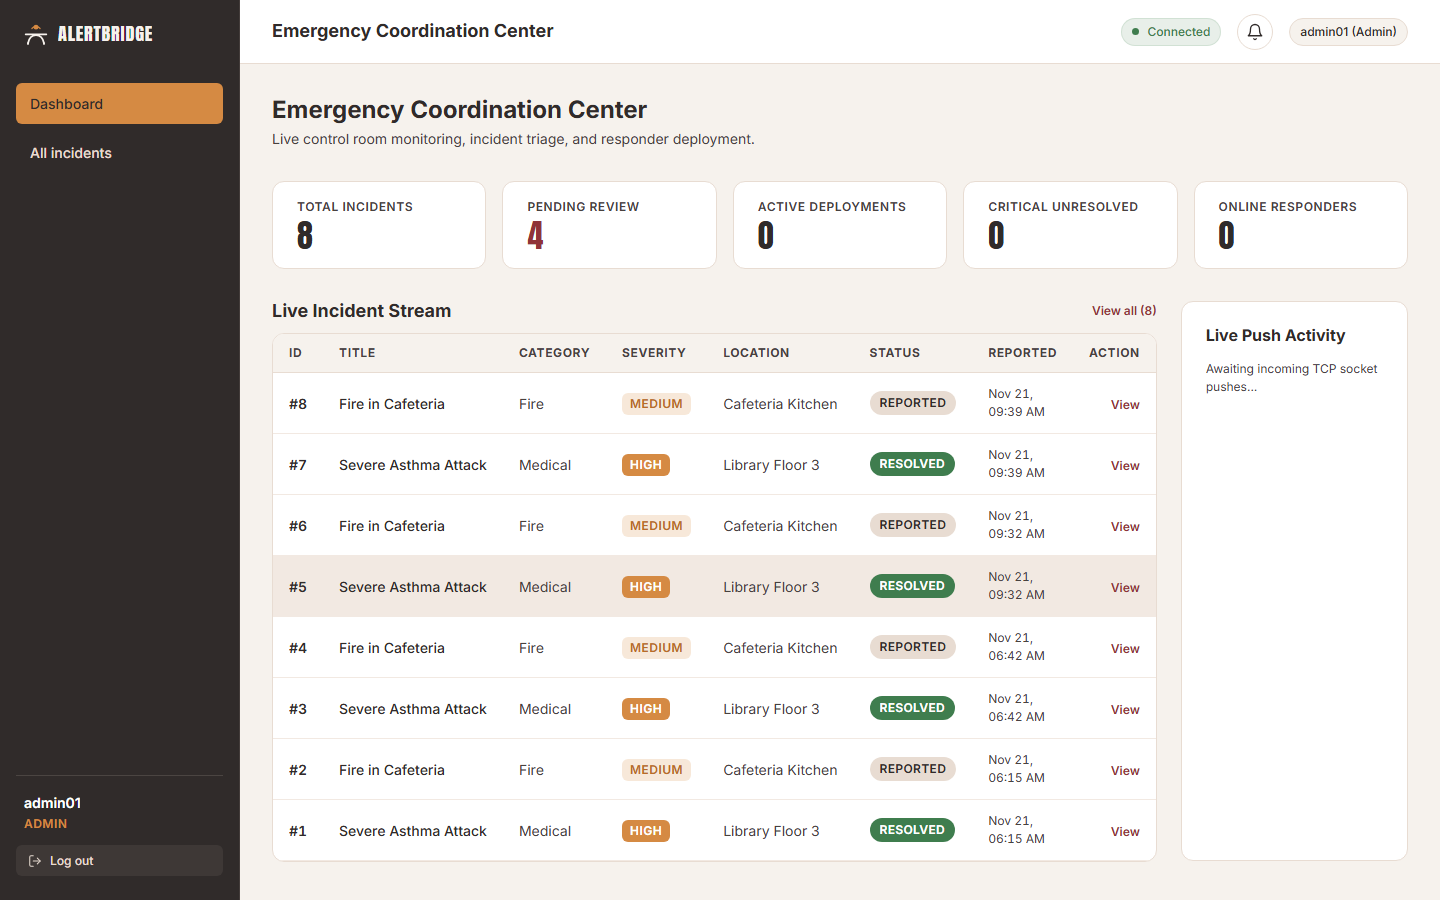 ALERTBRIDGE
Dashboard
All incidents
admin01
ADMIN
Log out
Emergency Coordination Center
Connected
admin01 (Admin)
Emergency Coordination Center
Live control room monitoring, incident triage, and responder deployment.
TOTAL INCIDENTS
8
PENDING REVIEW
4
ACTIVE DEPLOYMENTS
0
CRITICAL UNRESOLVED
0
ONLINE RESPONDERS
0
Live Incident Stream
View all (8)
ID TITLE CATEGORY SEVERITY LOCATION STATUS REPORTED ACTION
#8 Fire in Cafeteria Fire MEDIUM Cafeteria Kitchen REPORTED Nov 21, 09:39 AM View
#7 Severe Asthma Attack Medical HIGH Library Floor 3 RESOLVED Nov 21, 09:39 AM View
#6 Fire in Cafeteria Fire MEDIUM Cafeteria Kitchen REPORTED Nov 21, 09:32 AM View
#5 Severe Asthma Attack Medical HIGH Library Floor 3 RESOLVED Nov 21, 09:32 AM View
#4 Fire in Cafeteria Fire MEDIUM Cafeteria Kitchen REPORTED Nov 21, 06:42 AM View
#3 Severe Asthma Attack Medical HIGH Library Floor 3 RESOLVED Nov 21, 06:42 AM View
#2 Fire in Cafeteria Fire MEDIUM Cafeteria Kitchen REPORTED Nov 21, 06:15 AM View
#1 Severe Asthma Attack Medical HIGH Library Floor 3 RESOLVED Nov 21, 06:15 AM View
Live Push Activity
Awaiting incoming TCP socket
pushes...